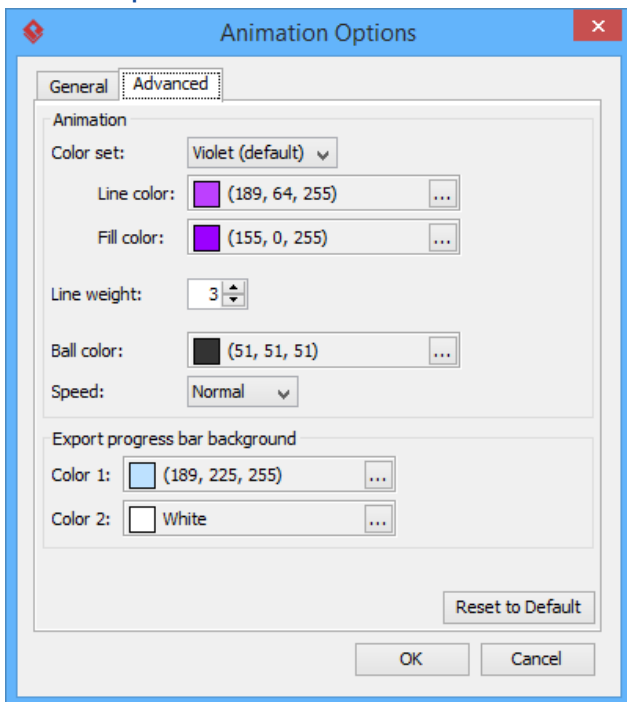 Animation Options
General Advanced
Animation
Color set: Violet (default)
Line color: (189, 64, 255) ...
Fill color: (155, 0, 255) ...
Line weight: 3
Ball color: (51, 51, 51) ...
Speed: Normal
Export progress bar background
Color 1: (189, 225, 255) ...
Color 2: White ...
Reset to Default
OK Cancel